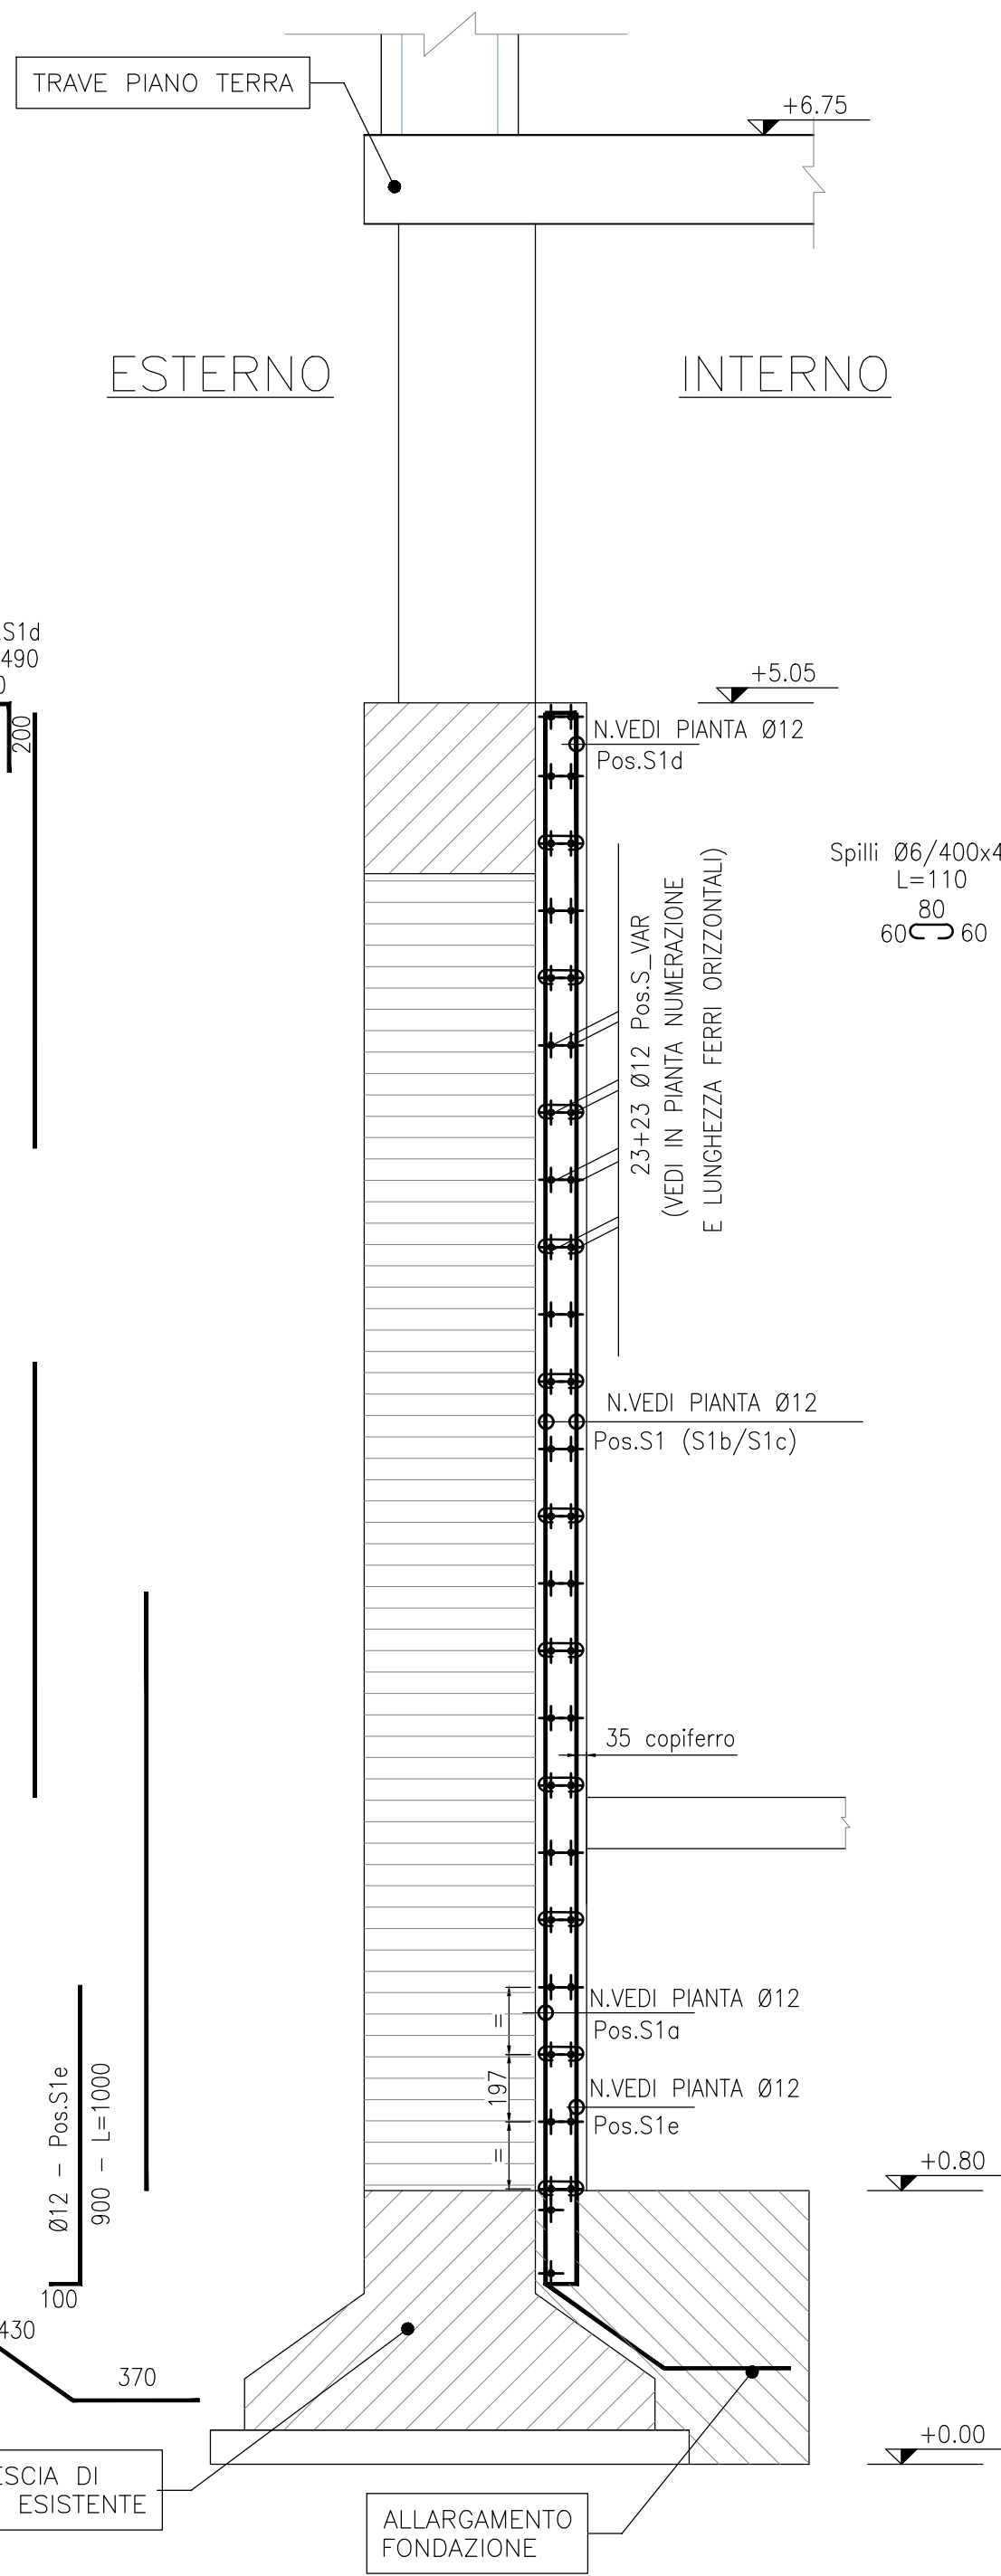 TRAVE PIANO TERRA
+6.75
ESTERNO
INTERNO
S1d
490
200
+5.05
N.VEDI PIANTA Ø12
Pos.S1d
Spilli Ø6/400x4
L=110
80
60
60
23+23 Ø12 Pos.S_VAR
(VEDI IN PIANTA NUMERAZIONE
E LUNGHEZZA FERRI ORIZZONTALI)
N.VEDI PIANTA Ø12
Pos.S1 (S1b/S1c)
35 copiferro
=
N.VEDI PIANTA Ø12
Pos.S1a
197
N.VEDI PIANTA Ø12
Pos.S1e
=
Ø12 - Pos.S1e
900 - L=1000
100
+0.80
430
370
+0.00
ESCIA DI
ESISTENTE
ALLARGAMENTO
FONDAZIONE